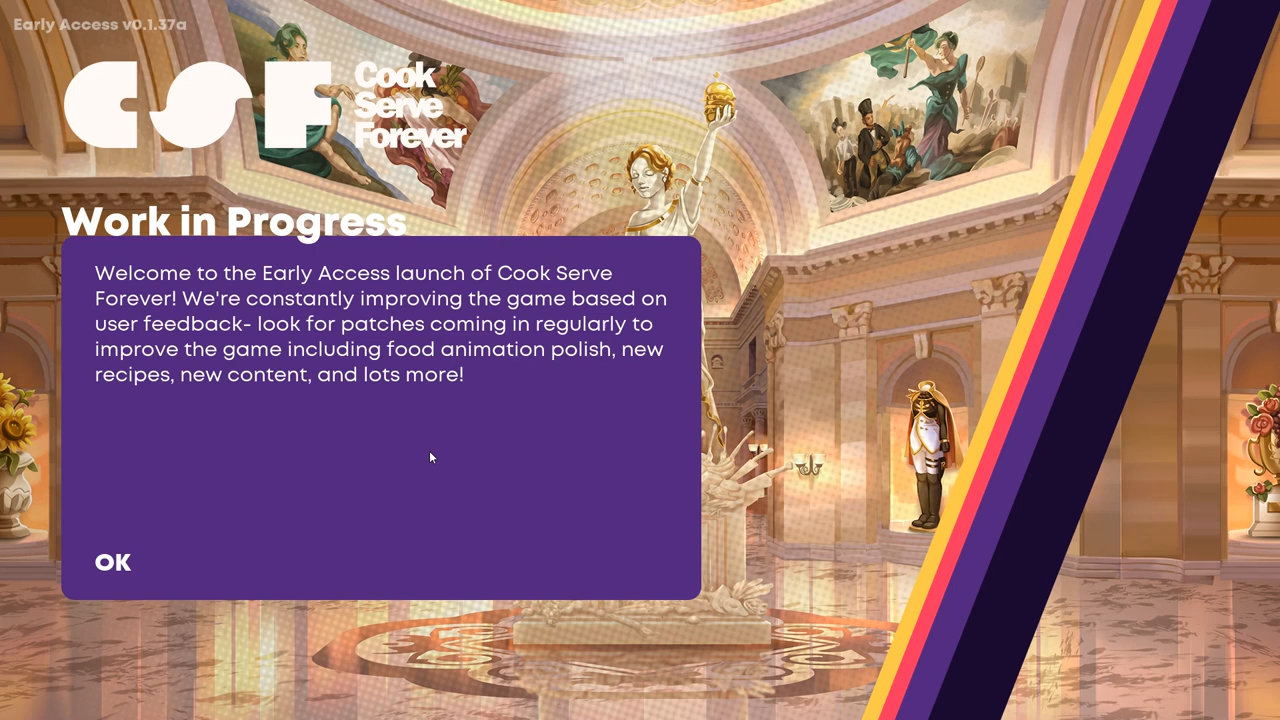 Early Access v0.1.37a
CSF
Cook
Serve
Forever
Work in Progress
Welcome to the Early Access launch of Cook Serve
Forever! We're constantly improving the game based on
user feedback- look for patches coming in regularly to
improve the game including food animation polish, new
recipes, new content, and lots more!
OK